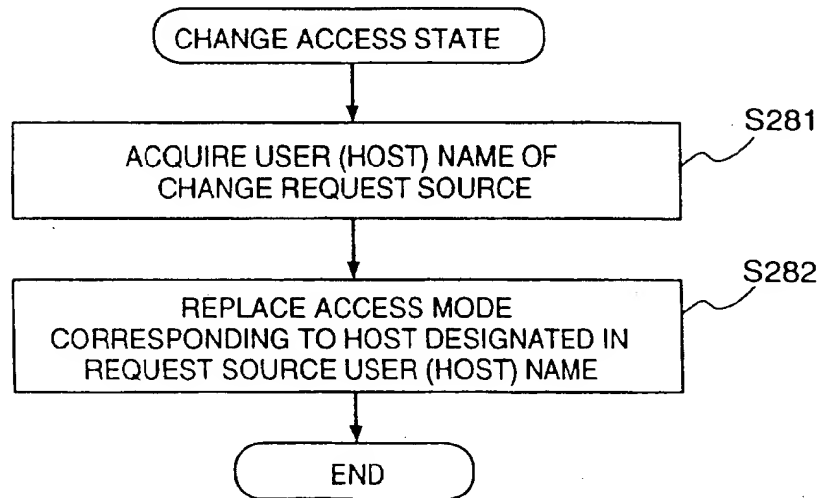 CHANGE ACCESS STATE
S281
ACQUIRE USER (HOST) NAME OF
CHANGE REQUEST SOURCE
S282
REPLACE ACCESS MODE
CORRESPONDING TO HOST DESIGNATED IN
REQUEST SOURCE USER (HOST) NAME
END